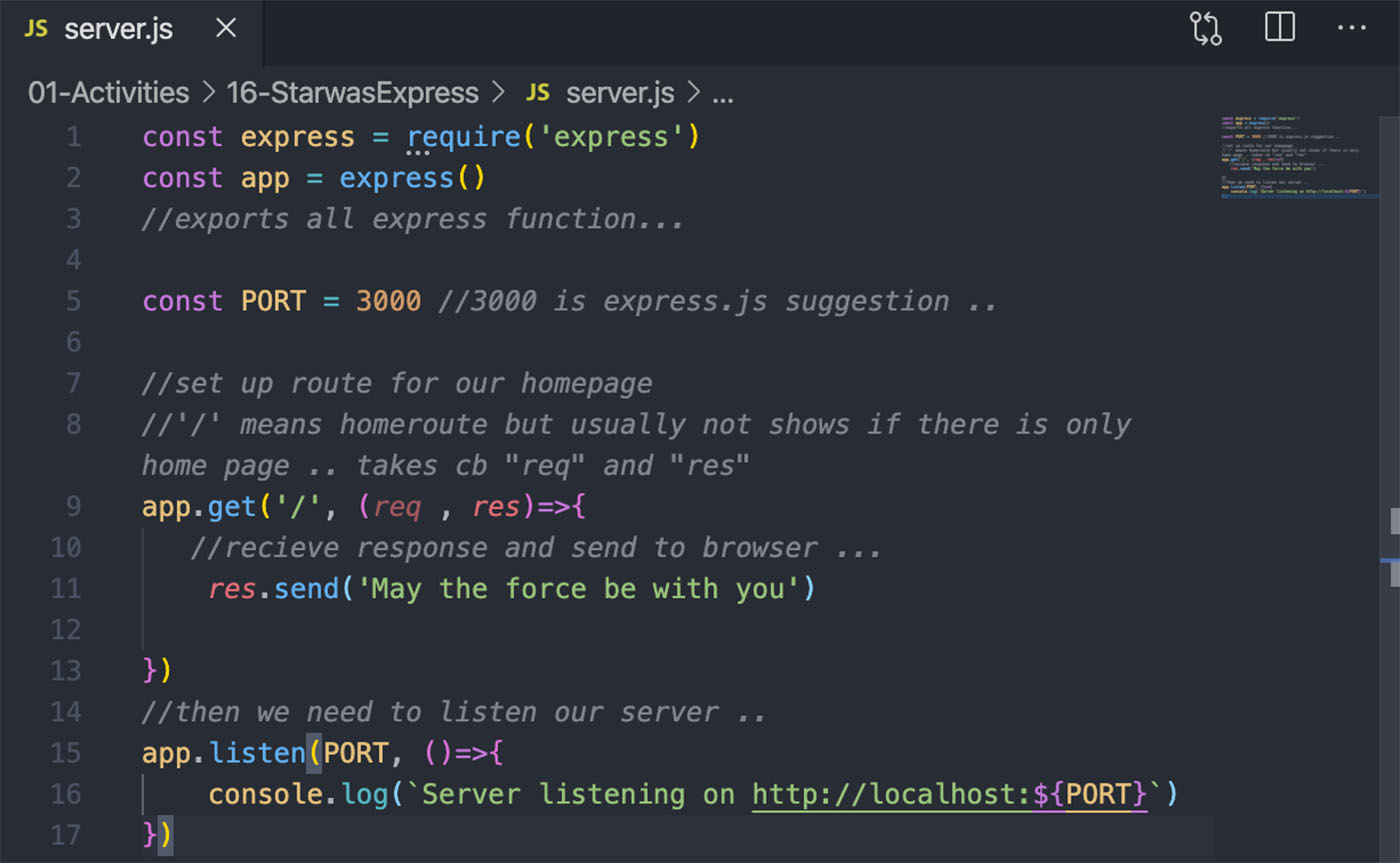 JS server.js ×
01-Activities > 16-StarwasExpress > JS server.js > ...
1 const express = require('express')
2 const app = express()
3 //exports all express function...
4
5 const PORT = 3000 //3000 is express.js suggestion ..
6
7 //set up route for our homepage
8 //'/' means homeroute but usually not shows if there is only
home page .. takes cb "req" and "res"
9 app.get('/', (req , res)=>{
10 //recieve response and send to browser ...
11 res.send('May the force be with you')
12
13 })
14 //then we need to listen our server ..
15 app.listen(PORT, ()=>{
16 console.log(`Server listening on http://localhost:${PORT}`)
17 })